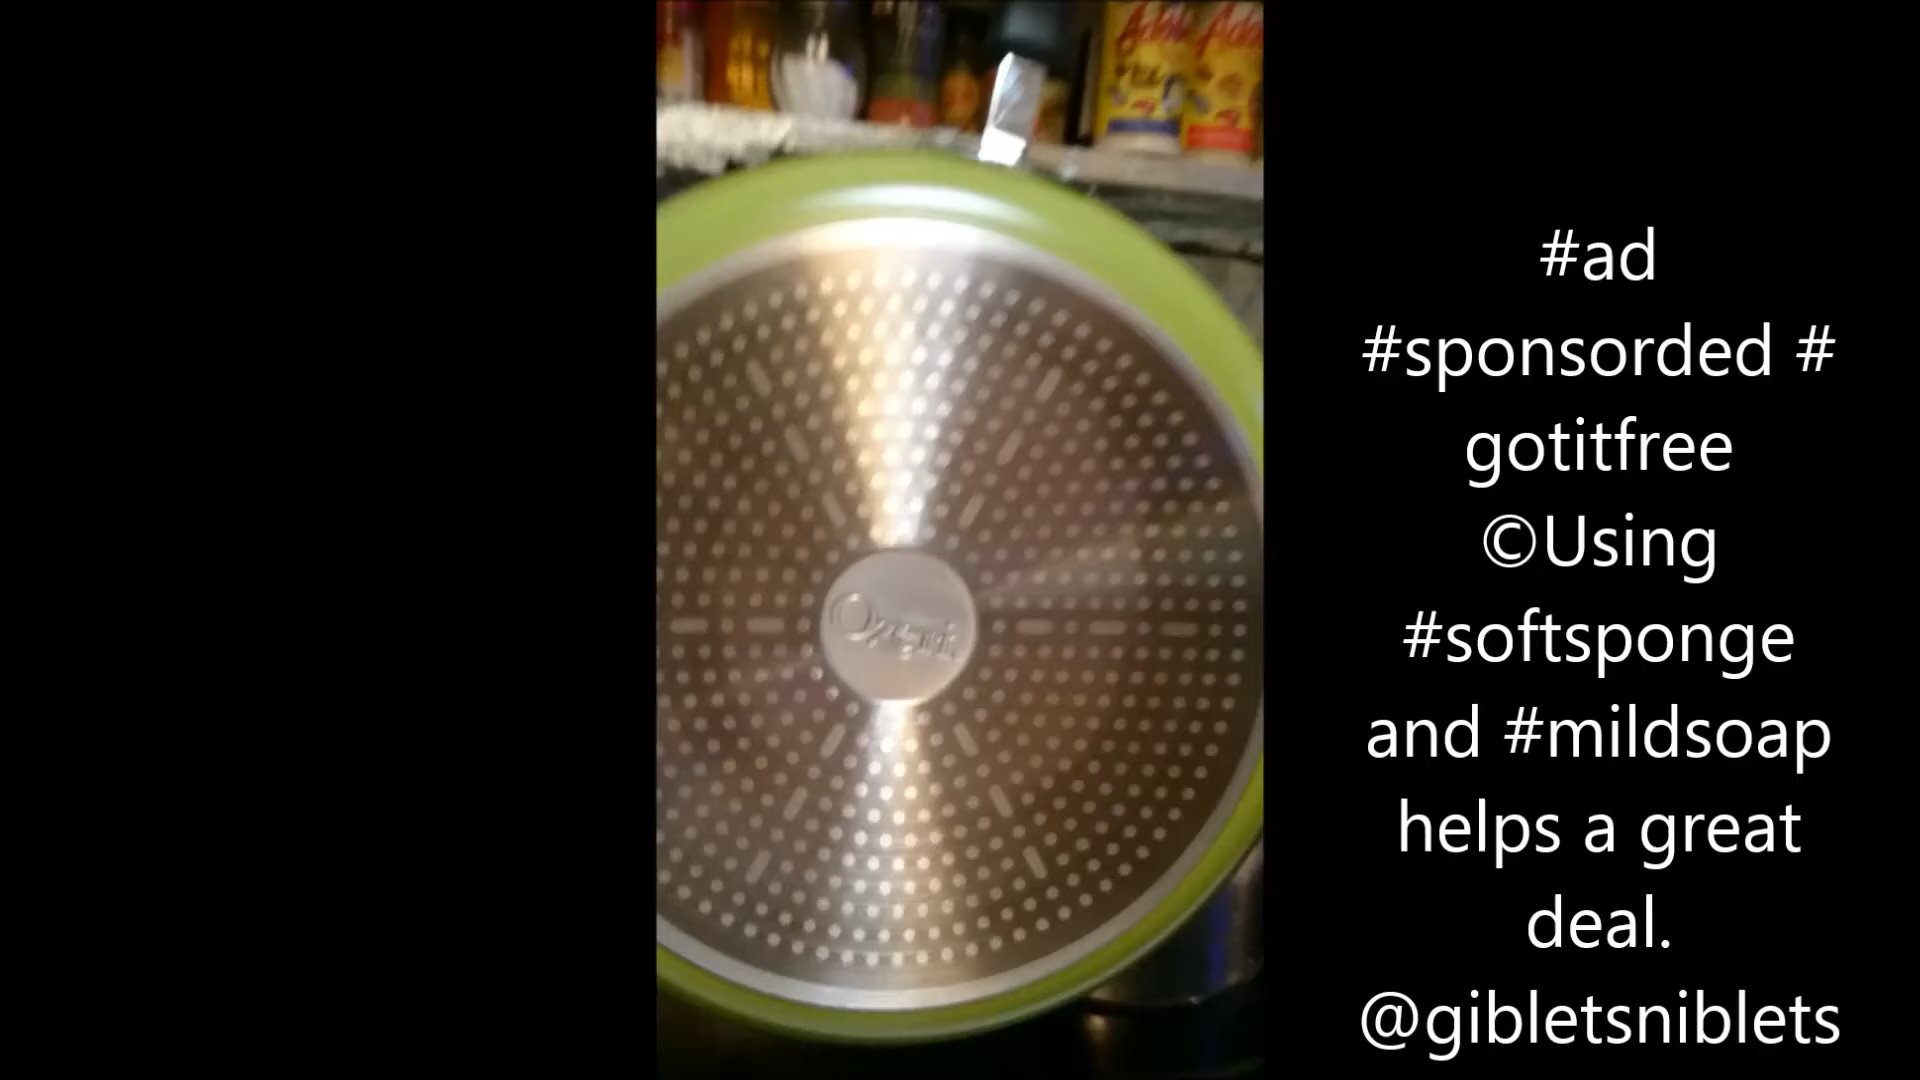 #ad
#sponsorded #
gotitfree
©Using
#softsponge
and #mildsoap
helps a great
deal.
@gibletsniblets